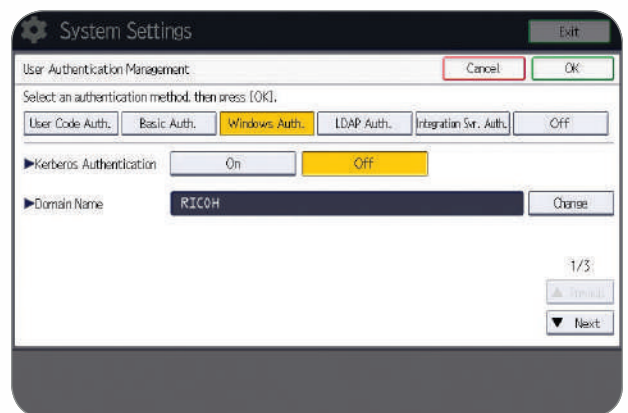 System Settings
Exit
User Authentication Management
Cancel
OK
Select an authentication method, then press [OK].
User Code Auth.
Basic Auth.
Windows Auth.
LDAP Auth.
Integration Svr. Auth.
Off
▶Kerberos Authentication
On
Off
▶Domain Name
RICOH
Change
1/3
▼ Next